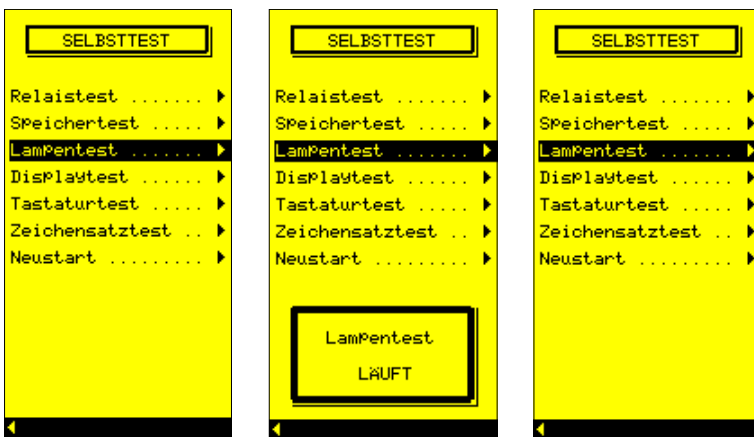 SELBSTTEST
Relaistest .......
Speichertest .....
Lampentest .......
Displaytest ......
Tastaturtest .....
Zeichensatztest ..
Neustart .........
SELBSTTEST
Relaistest .......
Speichertest .....
Lampentest .......
Displaytest ......
Tastaturtest .....
Zeichensatztest ..
Neustart .........
Lampentest
LÄUFT
SELBSTTEST
Relaistest .......
Speichertest .....
Lampentest .......
Displaytest ......
Tastaturtest .....
Zeichensatztest ..
Neustart .........